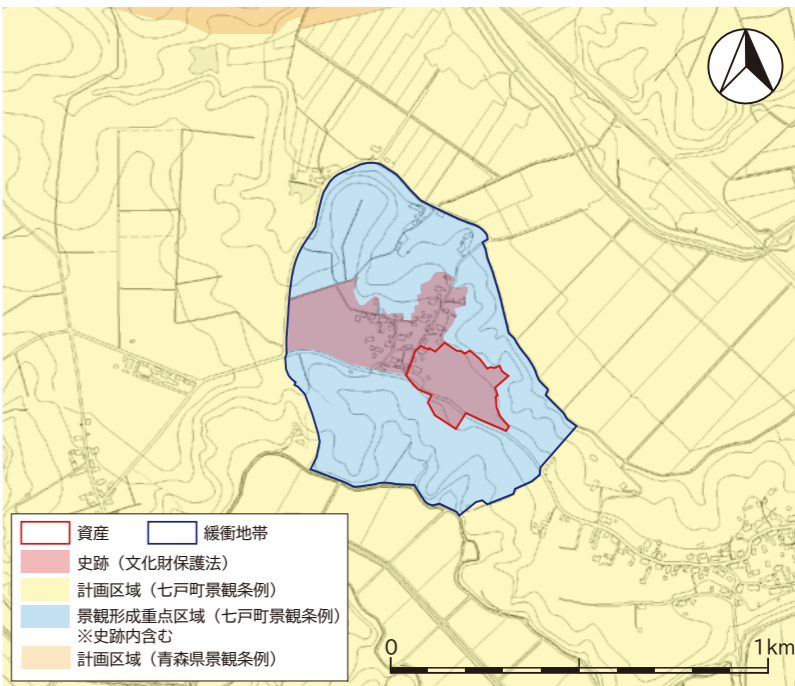 資産 緩衝地帯
史跡（文化財保護法）
計画区域（七戸町景観条例）
景観形成重点区域（七戸町景観条例）
※史跡内含む
計画区域（青森県景観条例）
0 1km